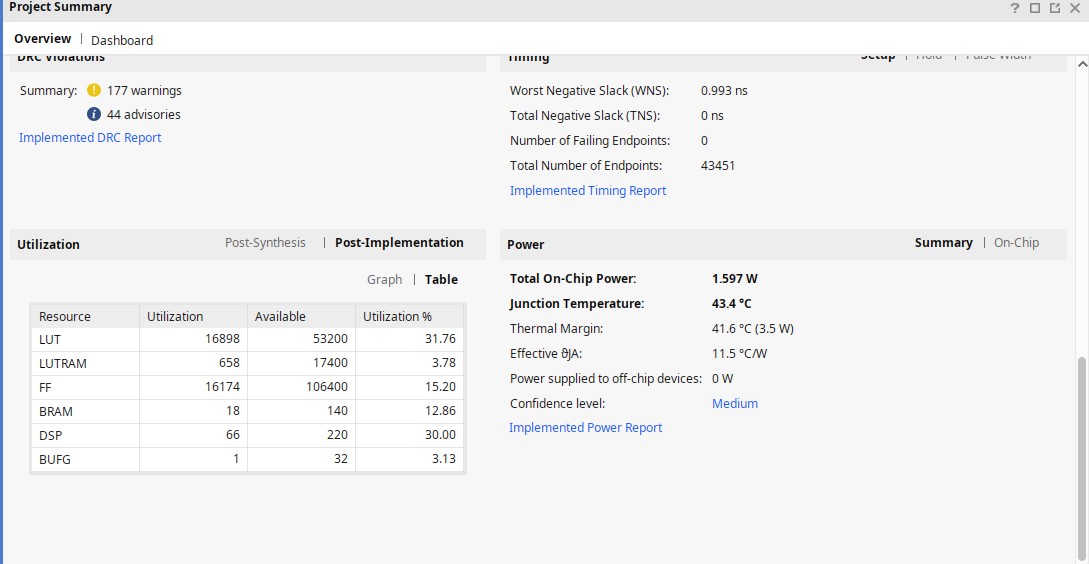 Project Summary
Overview | Dashboard
DRC Violations
Summary: 177 warnings
44 advisories
Implemented DRC Report
Timing Setup | Hold | Pulse Width
Worst Negative Slack (WNS): 0.993 ns
Total Negative Slack (TNS): 0 ns
Number of Failing Endpoints: 0
Total Number of Endpoints: 43451
Implemented Timing Report
Utilization Post-Synthesis | Post-Implementation
Graph | Table
Resource Utilization Available Utilization %
LUT 16898 53200 31.76
LUTRAM 658 17400 3.78
FF 16174 106400 15.20
BRAM 18 140 12.86
DSP 66 220 30.00
BUFG 1 32 3.13
Power Summary | On-Chip
Total On-Chip Power: 1.597 W
Junction Temperature: 43.4 °C
Thermal Margin: 41.6 °C (3.5 W)
Effective ϑJA: 11.5 °C/W
Power supplied to off-chip devices: 0 W
Confidence level: Medium
Implemented Power Report